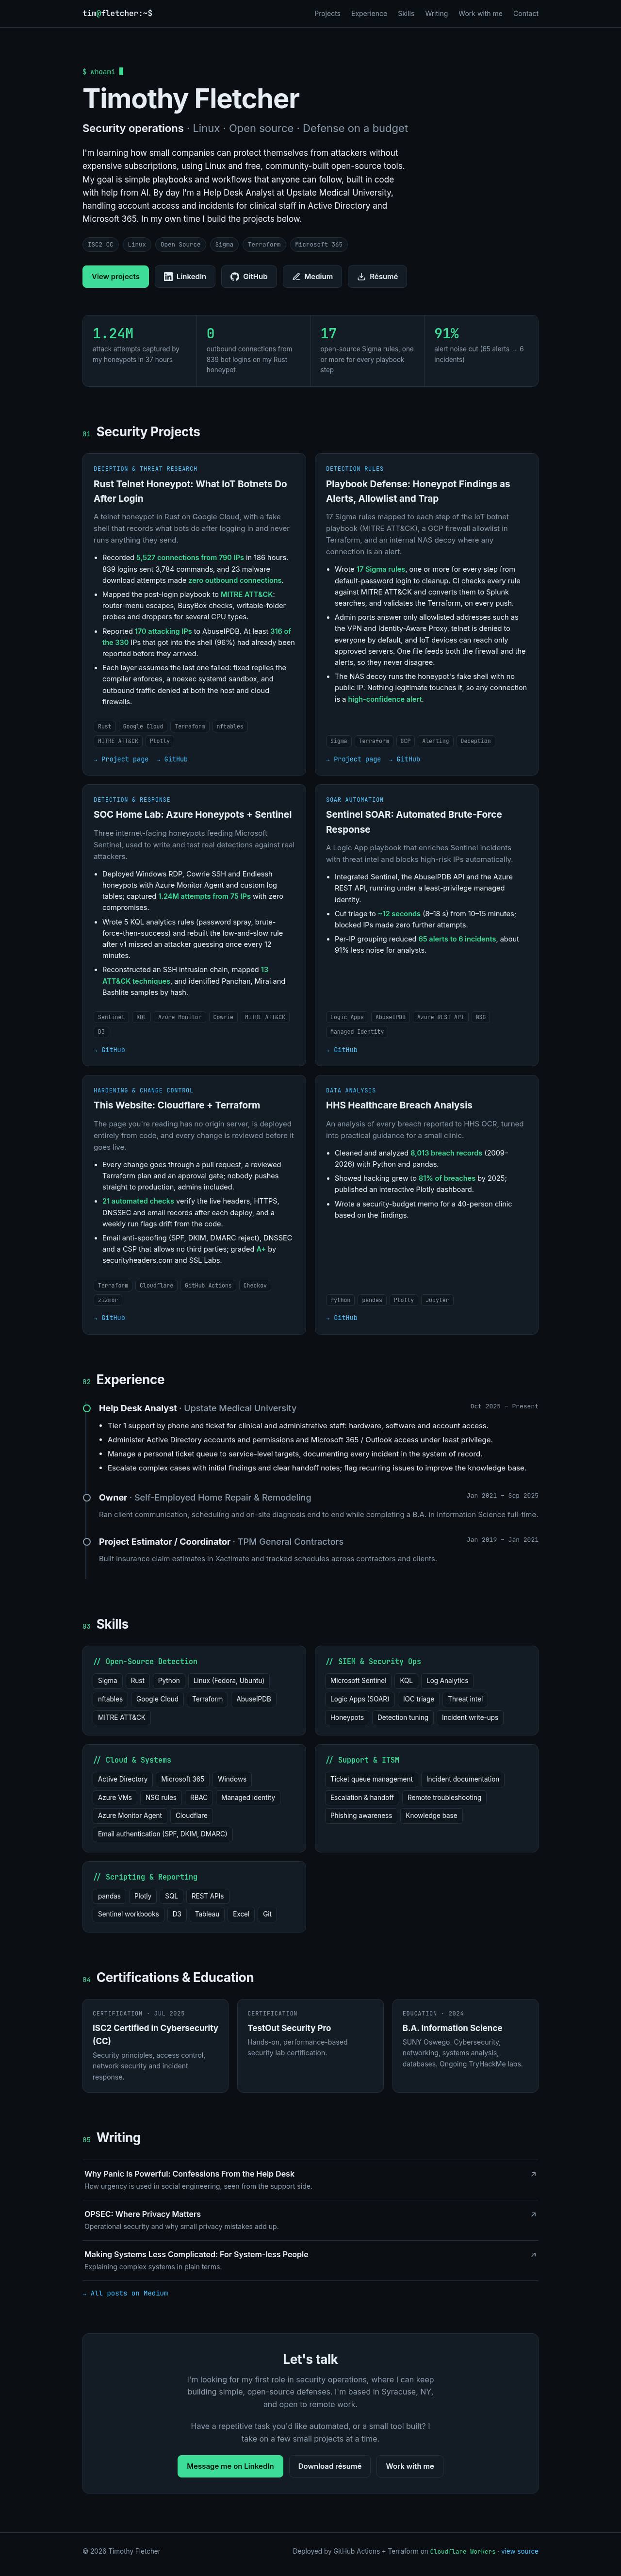 tim@fletcher:~$
Projects Experience Skills Writing Work with me Contact
$ whoami
Timothy Fletcher
Security operations · Linux · Open source · Defense on a budget
I'm learning how small companies can protect themselves from attackers without
expensive subscriptions, using Linux and free, community-built open-source tools.
My goal is simple playbooks and workflows that anyone can follow, built in code
with help from AI. By day I'm a Help Desk Analyst at Upstate Medical University,
handling account access and incidents for clinical staff in Active Directory and
Microsoft 365. In my own time I build the projects below.
ISC2 CC Linux Open Source Sigma Terraform Microsoft 365
View projects LinkedIn GitHub Medium Résumé
1.24M
attack attempts captured by
my honeypots in 37 hours
0
outbound connections from
839 bot logins on my Rust
honeypot
17
open-source Sigma rules, one
or more for every playbook
step
91%
alert noise cut (65 alerts → 6
incidents)
01 Security Projects
DECEPTION & THREAT RESEARCH
Rust Telnet Honeypot: What IoT Botnets Do
After Login
A telnet honeypot in Rust on Google Cloud, with a fake
shell that records what bots do after logging in and never
runs anything they send.
Recorded 5,527 connections from 790 IPs in 186 hours.
839 logins sent 3,784 commands, and 23 malware
download attempts made zero outbound connections.
Mapped the post-login playbook to MITRE ATT&CK:
router-menu escapes, BusyBox checks, writable-folder
probes and droppers for several CPU types.
Reported 170 attacking IPs to AbuseIPDB. At least 316 of
the 330 IPs that got into the shell (96%) had already been
reported before they arrived.
Each layer assumes the last one failed: fixed replies the
compiler enforces, a noexec systemd sandbox, and
outbound traffic denied at both the host and cloud
firewalls.
Rust Google Cloud Terraform nftables
MITRE ATT&CK Plotly
→ Project page → GitHub
DETECTION RULES
Playbook Defense: Honeypot Findings as
Alerts, Allowlist and Trap
17 Sigma rules mapped to each step of the IoT botnet
playbook (MITRE ATT&CK), a GCP firewall allowlist in
Terraform, and an internal NAS decoy where any
connection is an alert.
Wrote 17 Sigma rules, one or more for every step from
default-password login to cleanup. CI checks every rule
against MITRE ATT&CK and converts them to Splunk
searches, and validates the Terraform, on every push.
Admin ports answer only allowlisted addresses such as
the VPN and Identity-Aware Proxy, telnet is denied to
everyone by default, and IoT devices can reach only
approved servers. One file feeds both the firewall and the
alerts, so they never disagree.
The NAS decoy runs the honeypot's fake shell with no
public IP. Nothing legitimate touches it, so any connection
is a high-confidence alert.
Sigma Terraform GCP Alerting Deception
→ Project page → GitHub
DETECTION & RESPONSE
SOC Home Lab: Azure Honeypots + Sentinel
Three internet-facing honeypots feeding Microsoft
Sentinel, used to write and test real detections against real
attackers.
Deployed Windows RDP, Cowrie SSH and Endlessh
honeypots with Azure Monitor Agent and custom log
tables; captured 1.24M attempts from 75 IPs with zero
compromises.
Wrote 5 KQL analytics rules (password spray, brute-
force-then-success) and rebuilt the low-and-slow rule
after v1 missed an attacker guessing once every 12
minutes.
Reconstructed an SSH intrusion chain, mapped 13
ATT&CK techniques, and identified Panchan, Mirai and
Bashlite samples by hash.
Sentinel KQL Azure Monitor Cowrie MITRE ATT&CK
D3
→ GitHub
SOAR AUTOMATION
Sentinel SOAR: Automated Brute-Force
Response
A Logic App playbook that enriches Sentinel incidents
with threat intel and blocks high-risk IPs automatically.
Integrated Sentinel, the AbuseIPDB API and the Azure
REST API, running under a least-privilege managed
identity.
Cut triage to ~12 seconds (8–18 s) from 10–15 minutes;
blocked IPs made zero further attempts.
Per-IP grouping reduced 65 alerts to 6 incidents, about
91% less noise for analysts.
Logic Apps AbuseIPDB Azure REST API NSG
Managed Identity
→ GitHub
HARDENING & CHANGE CONTROL
This Website: Cloudflare + Terraform
The page you're reading has no origin server, is deployed
entirely from code, and every change is reviewed before it
goes live.
Every change goes through a pull request, a reviewed
Terraform plan and an approval gate; nobody pushes
straight to production, admins included.
21 automated checks verify the live headers, HTTPS,
DNSSEC and email records after each deploy, and a
weekly run flags drift from the code.
Email anti-spoofing (SPF, DKIM, DMARC reject), DNSSEC
and a CSP that allows no third parties; graded A+ by
securityheaders.com and SSL Labs.
Terraform Cloudflare GitHub Actions Checkov
zizmor
→ GitHub
DATA ANALYSIS
HHS Healthcare Breach Analysis
An analysis of every breach reported to HHS OCR, turned
into practical guidance for a small clinic.
Cleaned and analyzed 8,013 breach records (2009–
2026) with Python and pandas.
Showed hacking grew to 81% of breaches by 2025;
published an interactive Plotly dashboard.
Wrote a security-budget memo for a 40-person clinic
based on the findings.
Python pandas Plotly Jupyter
→ GitHub
02 Experience
Help Desk Analyst · Upstate Medical University Oct 2025 – Present
Tier 1 support by phone and ticket for clinical and administrative staff: hardware, software and account access.
Administer Active Directory accounts and permissions and Microsoft 365 / Outlook access under least privilege.
Manage a personal ticket queue to service-level targets, documenting every incident in the system of record.
Escalate complex cases with initial findings and clear handoff notes; flag recurring issues to improve the knowledge base.
Owner · Self-Employed Home Repair & Remodeling Jan 2021 – Sep 2025
Ran client communication, scheduling and on-site diagnosis end to end while completing a B.A. in Information Science full-time.
Project Estimator / Coordinator · TPM General Contractors Jan 2019 – Jan 2021
Built insurance claim estimates in Xactimate and tracked schedules across contractors and clients.
03 Skills
// Open-Source Detection
Sigma Rust Python Linux (Fedora, Ubuntu)
nftables Google Cloud Terraform AbuseIPDB
MITRE ATT&CK
// SIEM & Security Ops
Microsoft Sentinel KQL Log Analytics
Logic Apps (SOAR) IOC triage Threat intel
Honeypots Detection tuning Incident write-ups
// Cloud & Systems
Active Directory Microsoft 365 Windows
Azure VMs NSG rules RBAC Managed identity
Azure Monitor Agent Cloudflare
Email authentication (SPF, DKIM, DMARC)
// Support & ITSM
Ticket queue management Incident documentation
Escalation & handoff Remote troubleshooting
Phishing awareness Knowledge base
// Scripting & Reporting
pandas Plotly SQL REST APIs
Sentinel workbooks D3 Tableau Excel Git
04 Certifications & Education
CERTIFICATION · JUL 2025
ISC2 Certified in Cybersecurity
(CC)
Security principles, access control,
network security and incident
response.
CERTIFICATION
TestOut Security Pro
Hands-on, performance-based
security lab certification.
EDUCATION · 2024
B.A. Information Science
SUNY Oswego. Cybersecurity,
networking, systems analysis,
databases. Ongoing TryHackMe labs.
05 Writing
Why Panic Is Powerful: Confessions From the Help Desk ↗
How urgency is used in social engineering, seen from the support side.
OPSEC: Where Privacy Matters ↗
Operational security and why small privacy mistakes add up.
Making Systems Less Complicated: For System-less People ↗
Explaining complex systems in plain terms.
→ All posts on Medium
Let's talk
I'm looking for my first role in security operations, where I can keep
building simple, open-source defenses. I'm based in Syracuse, NY,
and open to remote work.
Have a repetitive task you'd like automated, or a small tool built? I
take on a few small projects at a time.
Message me on LinkedIn Download résumé Work with me
© 2026 Timothy Fletcher
Deployed by GitHub Actions + Terraform on Cloudflare Workers · view source